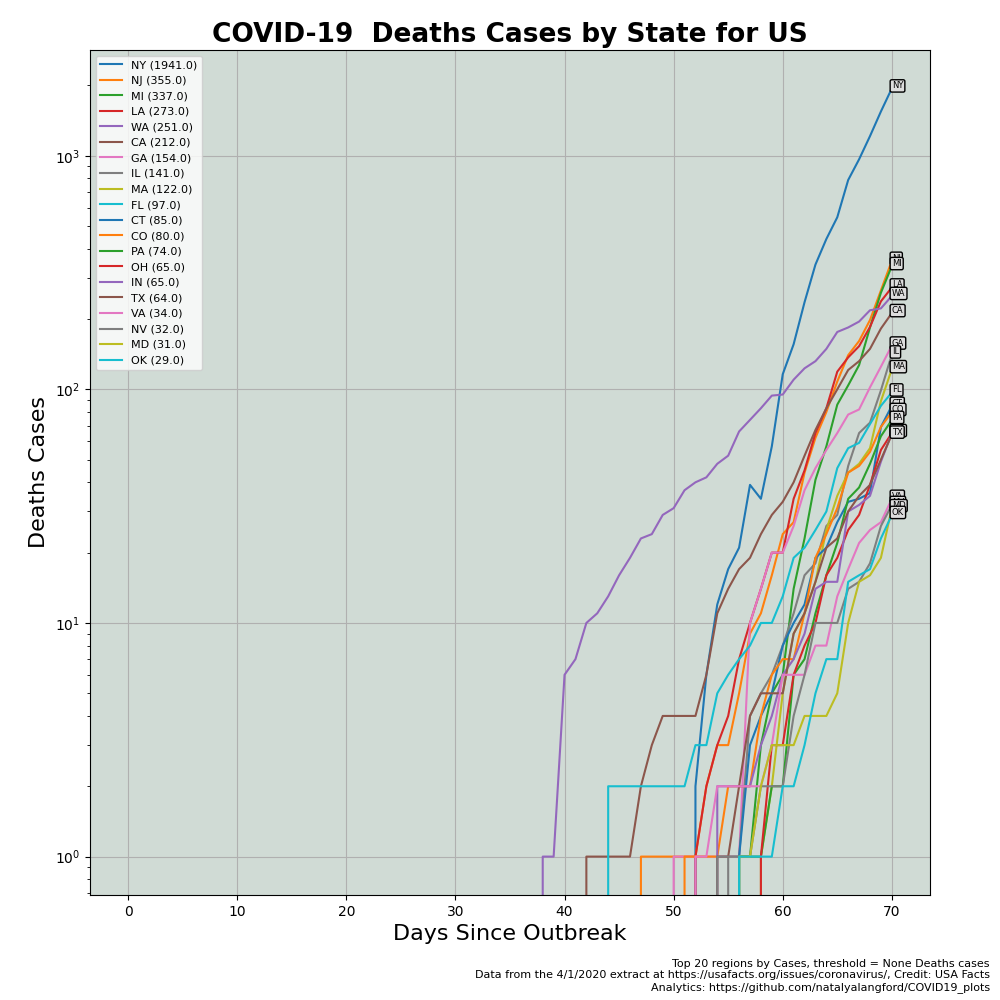 COVID-19  Deaths Cases by State for US
NY (1941.0)
NJ (355.0)
MI (337.0)
LA (273.0)
WA (251.0)
CA (212.0)
GA (154.0)
IL (141.0)
MA (122.0)
FL (97.0)
CT (85.0)
CO (80.0)
PA (74.0)
OH (65.0)
IN (65.0)
TX (64.0)
VA (34.0)
NV (32.0)
MD (31.0)
OK (29.0)
NY
MI
LA
WA
CA
GA
IL
MA
FL
CO
PA
TX
MD
OK
10³
10²
10¹
10⁰
Deaths Cases
0 10 20 30 40 50 60 70
Days Since Outbreak
Top 20 regions by Cases, threshold = None Deaths cases
Data from the 4/1/2020 extract at https://usafacts.org/issues/coronavirus/, Credit: USA Facts
Analytics: https://github.com/natalyalangford/COVID19_plots